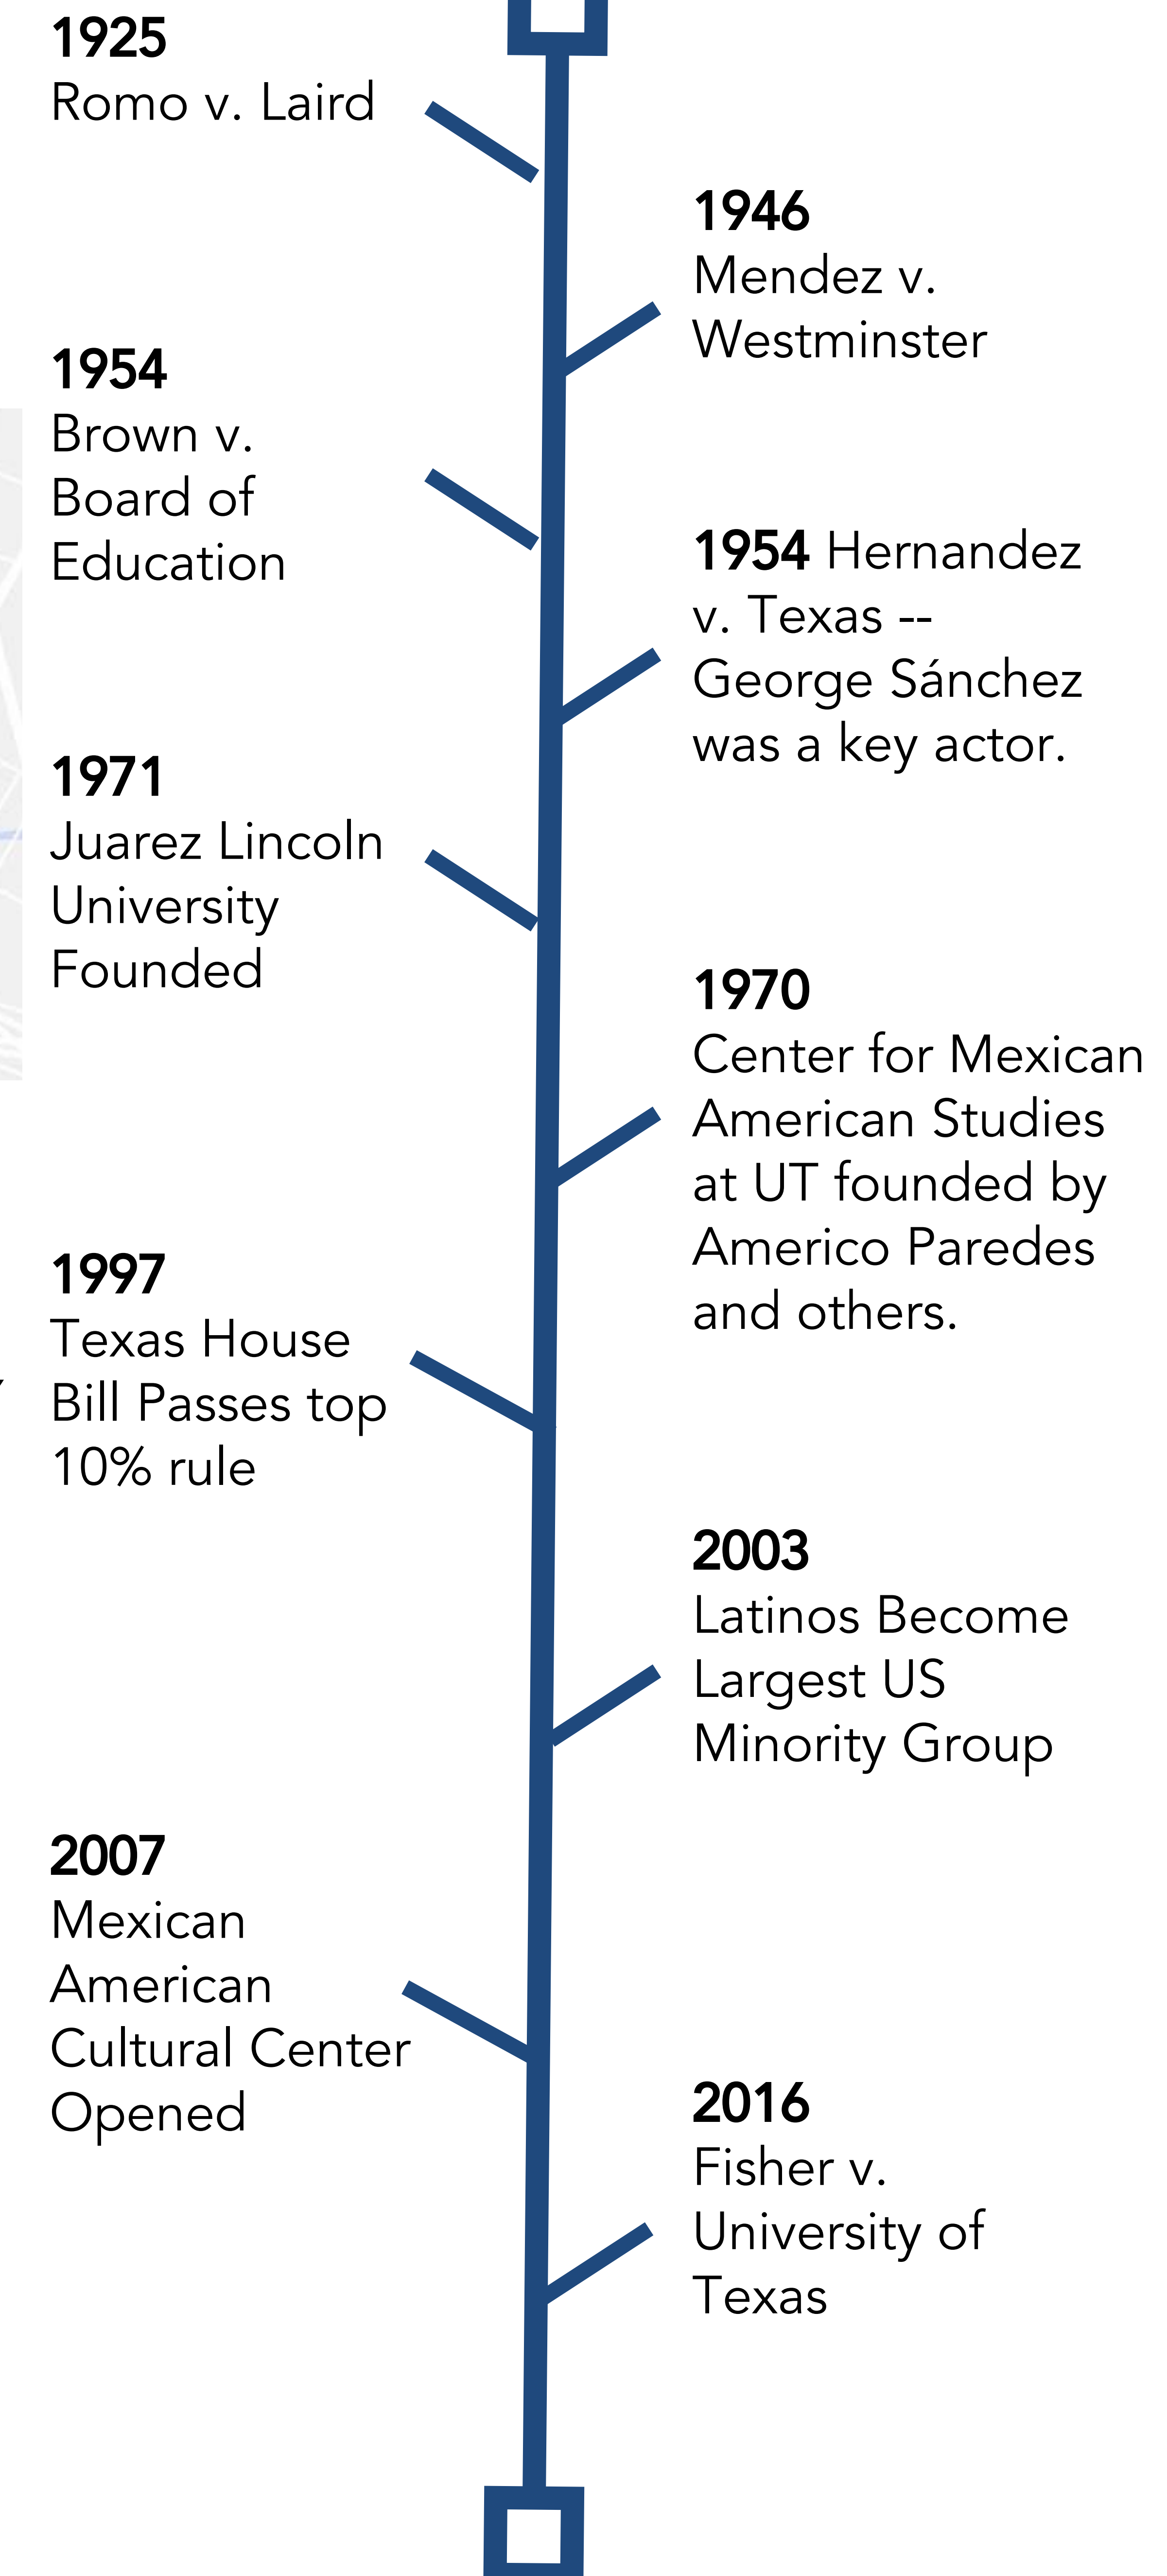 1925
Romo v. Laird
1946
Mendez v.
Westminster
1954
Brown v.
Board of
Education
1954 Hernandez
v. Texas --
George Sánchez
was a key actor.
1971
Juarez Lincoln
University
Founded
1970
Center for Mexican
American Studies
at UT founded by
Americo Paredes
and others.
1997
Texas House
Bill Passes top
10% rule
2003
Latinos Become
Largest US
Minority Group
2007
Mexican
American
Cultural Center
Opened
2016
Fisher v.
University of
Texas